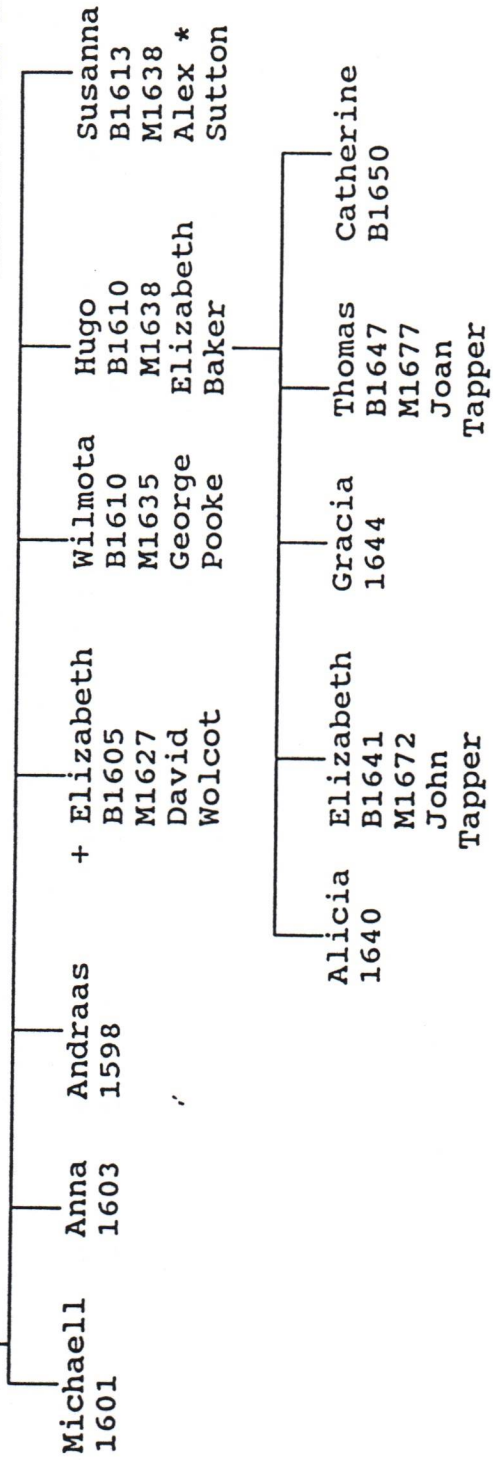 Michaell
1601
Anna
1603
Andraas
1598
+ Elizabeth
B1605
M1627
David
Wolcot
Wilmota
B1610
M1635
George
Pooke
Hugo
B1610
M1638
Elizabeth
Baker
Susanna
B1613
M1638
Alex *
Sutton
Alicia
1640
Elizabeth
B1641
M1672
John
Tapper
Gracia
1644
Thomas
B1647
M1677
Joan
Tapper
Catherine
B1650